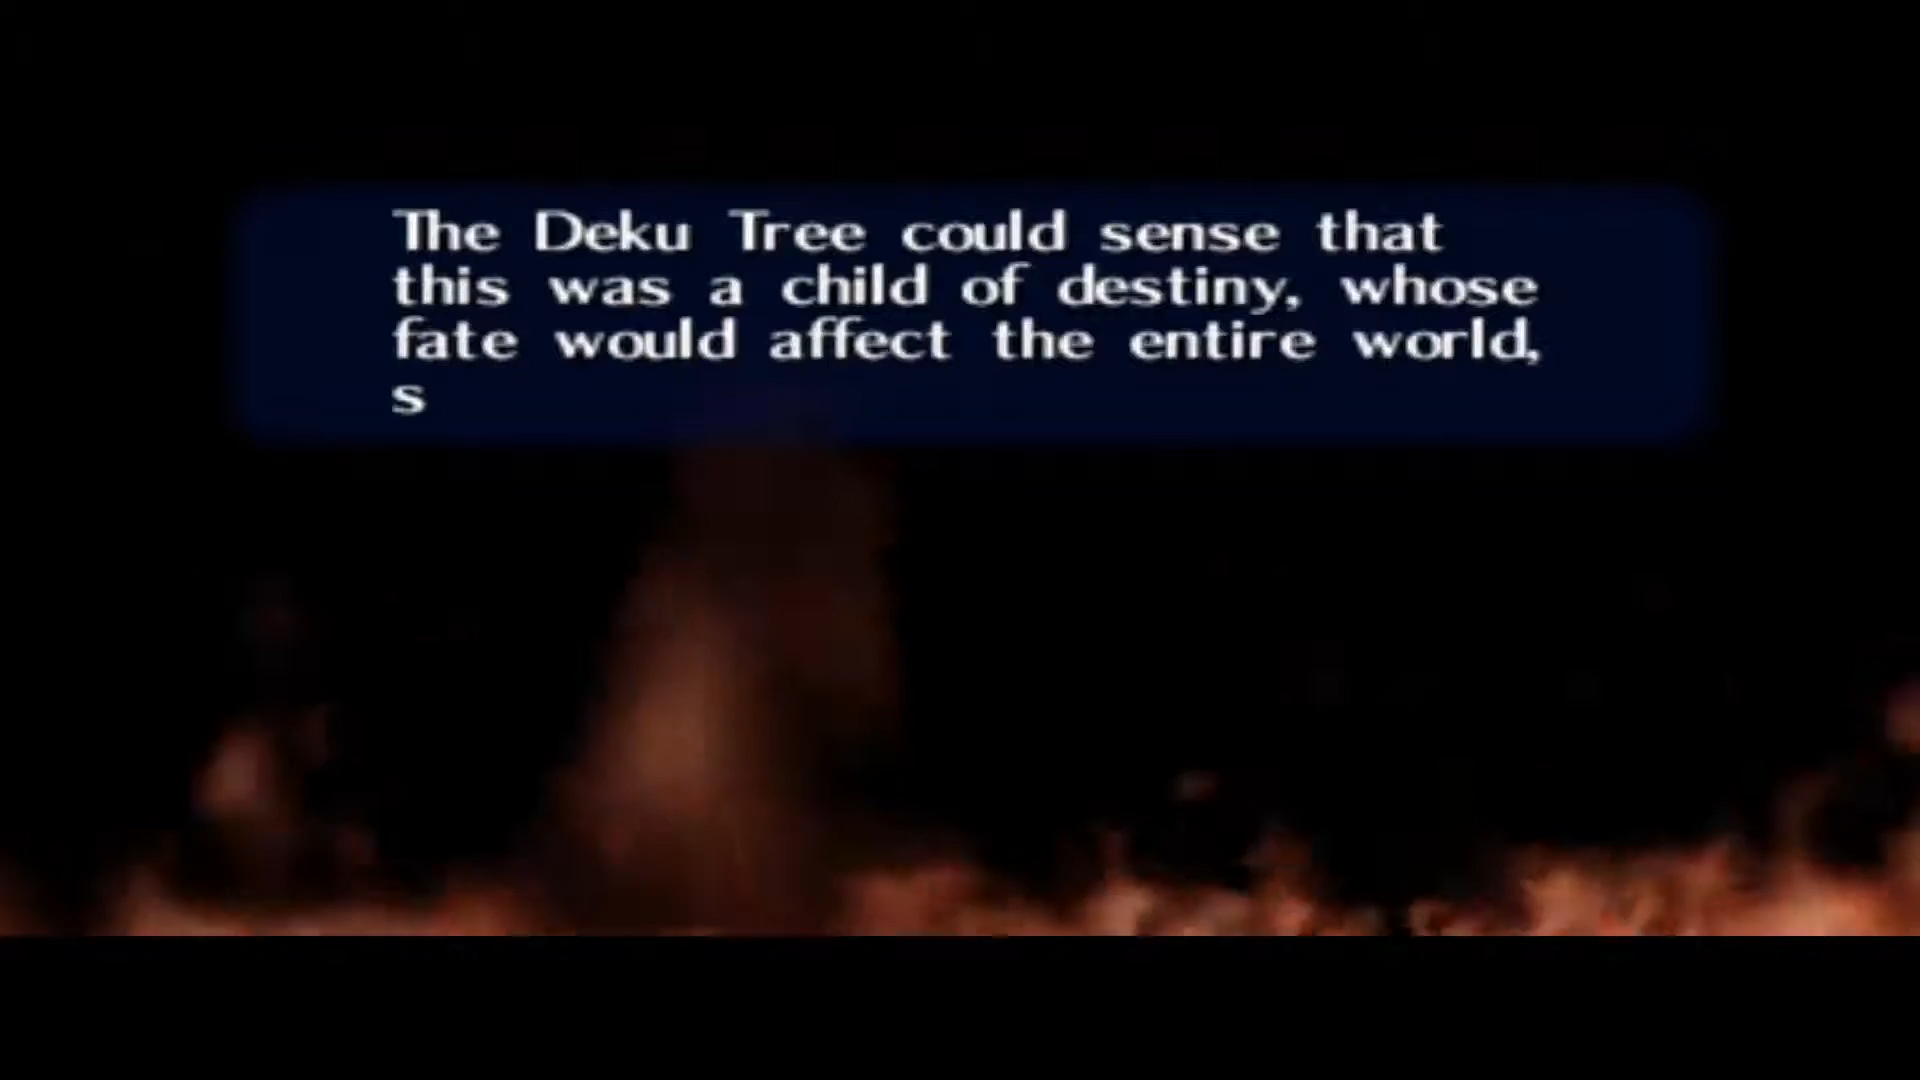 The Deku Tree could sense that
this was a child of destiny, whose
fate would affect the entire world,
s